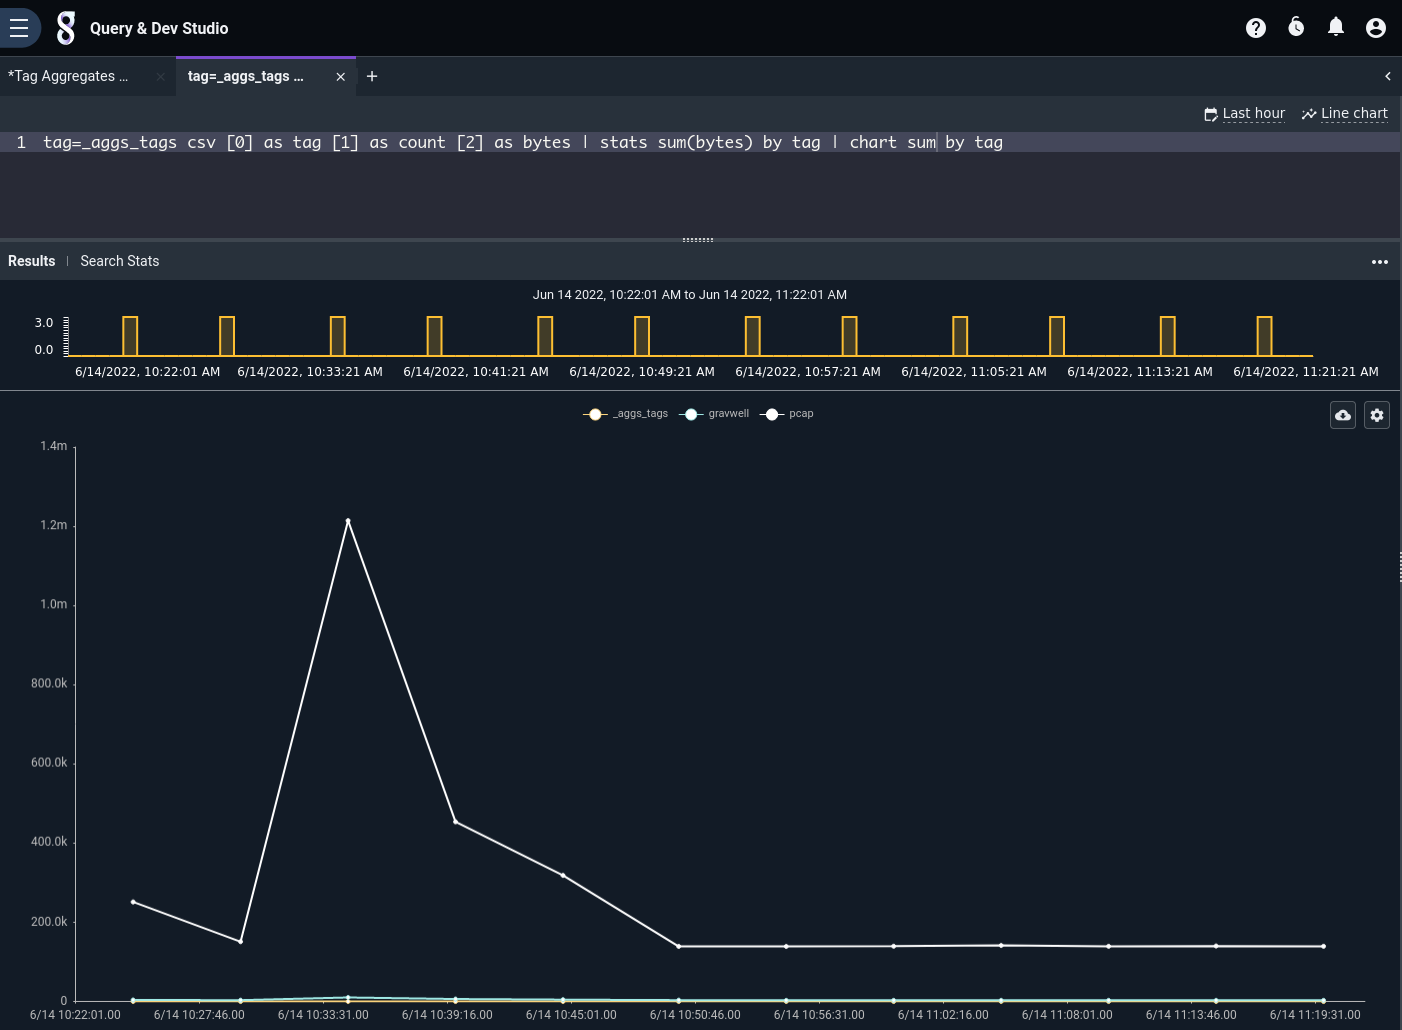 Query & Dev Studio
*Tag Aggregates ...
tag=_aggs_tags ...
Last hour
Line chart
1 tag=_aggs_tags csv [0] as tag [1] as count [2] as bytes | stats sum(bytes) by tag | chart sum by tag
Results
Search Stats
Jun 14 2022, 10:22:01 AM to Jun 14 2022, 11:22:01 AM
3.0
0.0
6/14/2022, 10:22:01 AM 6/14/2022, 10:33:21 AM 6/14/2022, 10:41:21 AM 6/14/2022, 10:49:21 AM 6/14/2022, 10:57:21 AM 6/14/2022, 11:05:21 AM 6/14/2022, 11:13:21 AM 6/14/2022, 11:21:21 AM
_aggs_tags gravwell pcap
1.4m
1.2m
1.0m
800.0k
600.0k
400.0k
200.0k
0
6/14 10:22:01.00 6/14 10:27:46.00 6/14 10:33:31.00 6/14 10:39:16.00 6/14 10:45:01.00 6/14 10:50:46.00 6/14 10:56:31.00 6/14 11:02:16.00 6/14 11:08:01.00 6/14 11:13:46.00 6/14 11:19:31.00